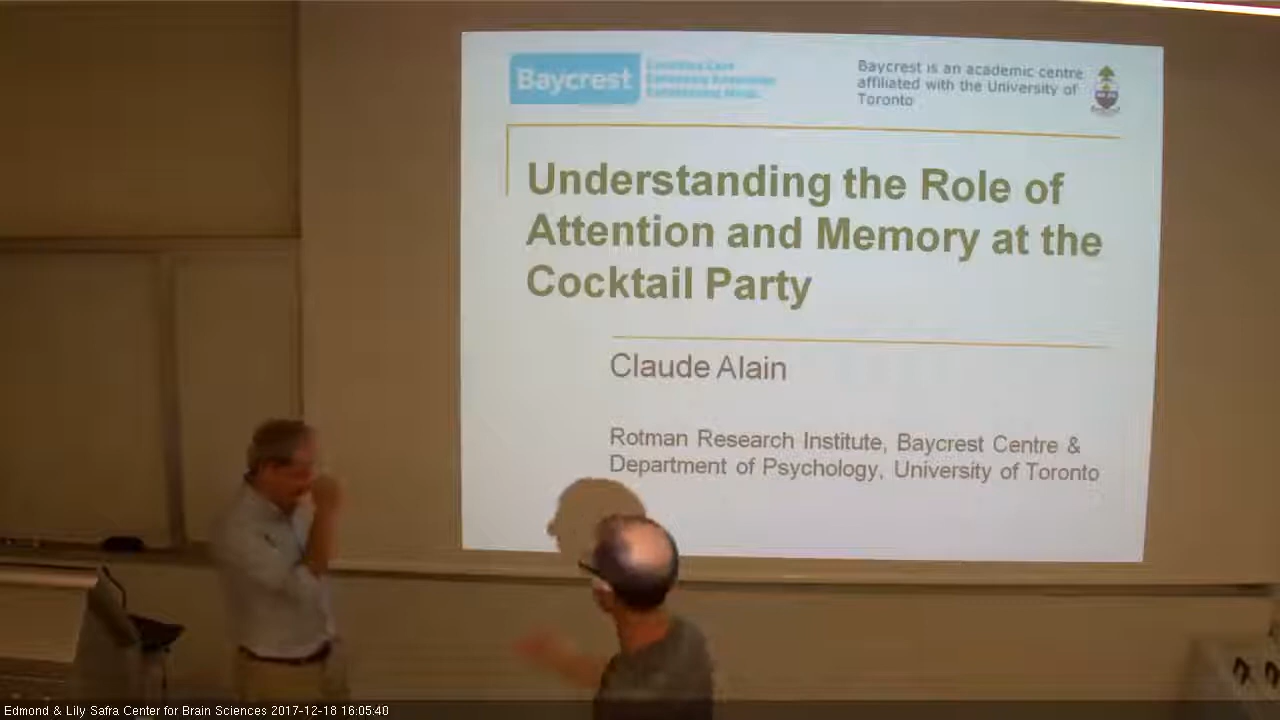 Baycrest
Baycrest is an academic centre
affiliated with the University of
Toronto
Understanding the Role of
Attention and Memory at the
Cocktail Party
Claude Alain
Rotman Research Institute, Baycrest Centre &
Department of Psychology, University of Toronto
Edmond & Lily Safra Center for Brain Sciences 2017-12-18 16:05:40